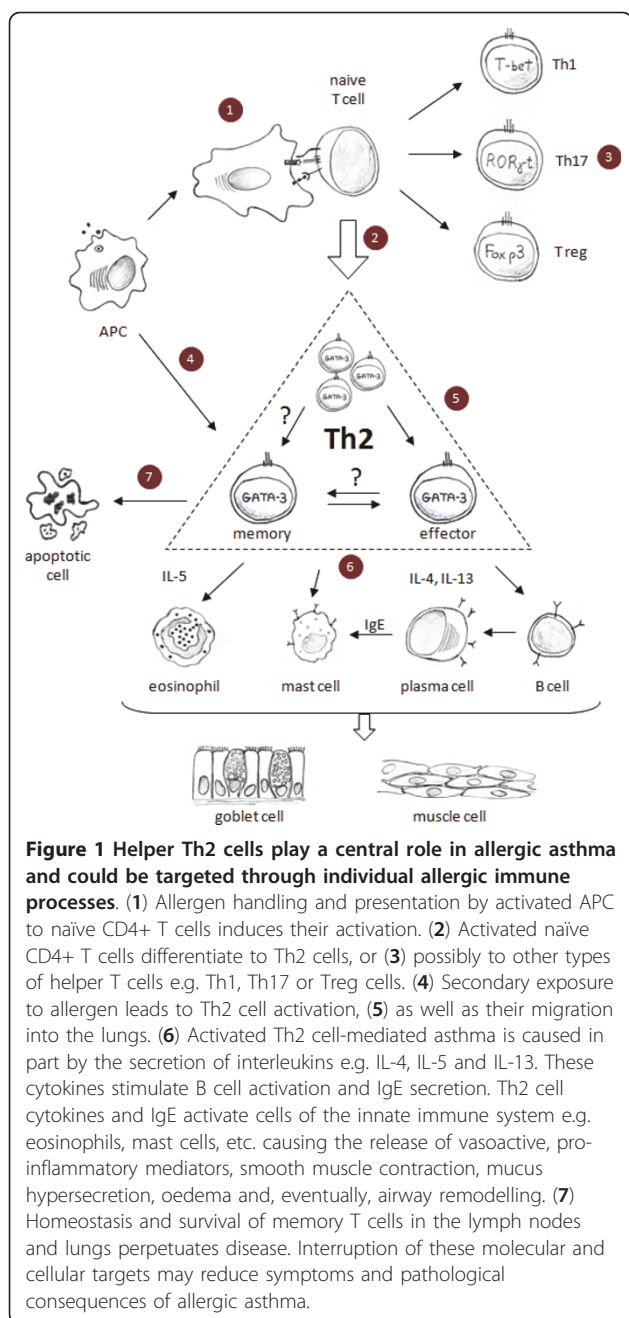 naive
T cell
1
T-bet Th1
RORγt Th17 3
Foxp3 Treg
2
APC
4
GATA-3 GATA-3
GATA-3
5
?
Th2
?
7
GATA-3 GATA-3
memory effector
apoptotic
cell
IL-5 6 IL-4, IL-13
IgE
eosinophil mast cell plasma cell B cell
goblet cell muscle cell
Figure 1 Helper Th2 cells play a central role in allergic asthma
and could be targeted through individual allergic immune
processes. (1) Allergen handling and presentation by activated APC
to naïve CD4+ T cells induces their activation. (2) Activated naïve
CD4+ T cells differentiate to Th2 cells, or (3) possibly to other types
of helper T cells e.g. Th1, Th17 or Treg cells. (4) Secondary exposure
to allergen leads to Th2 cell activation, (5) as well as their migration
into the lungs. (6) Activated Th2 cell-mediated asthma is caused in
part by the secretion of interleukins e.g. IL-4, IL-5 and IL-13. These
cytokines stimulate B cell activation and IgE secretion. Th2 cell
cytokines and IgE activate cells of the innate immune system e.g.
eosinophils, mast cells, etc. causing the release of vasoactive, pro-
inflammatory mediators, smooth muscle contraction, mucus
hypersecretion, oedema and, eventually, airway remodelling. (7)
Homeostasis and survival of memory T cells in the lymph nodes
and lungs perpetuates disease. Interruption of these molecular and
cellular targets may reduce symptoms and pathological
consequences of allergic asthma.